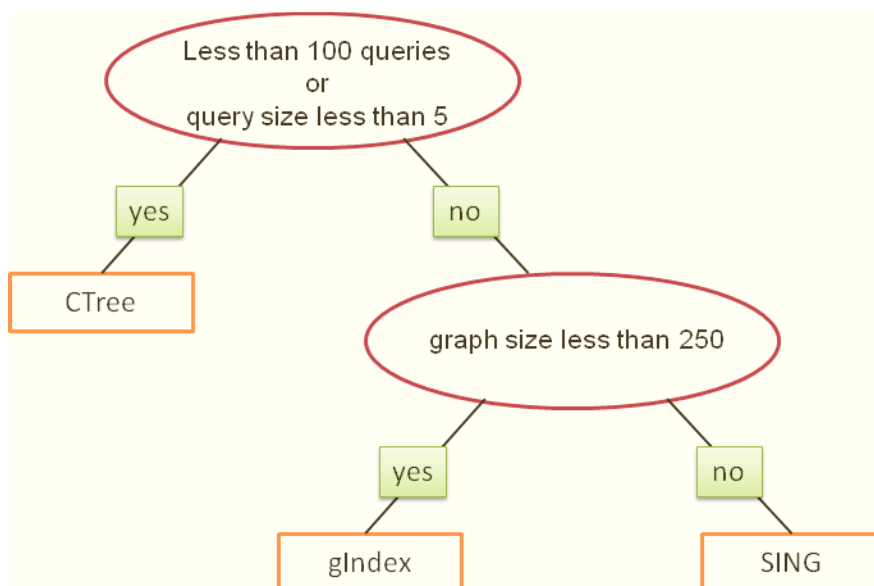 Less than 100 queries
or
query size less than 5
yes
no
CTree
graph size less than 250
yes
no
gIndex
SING